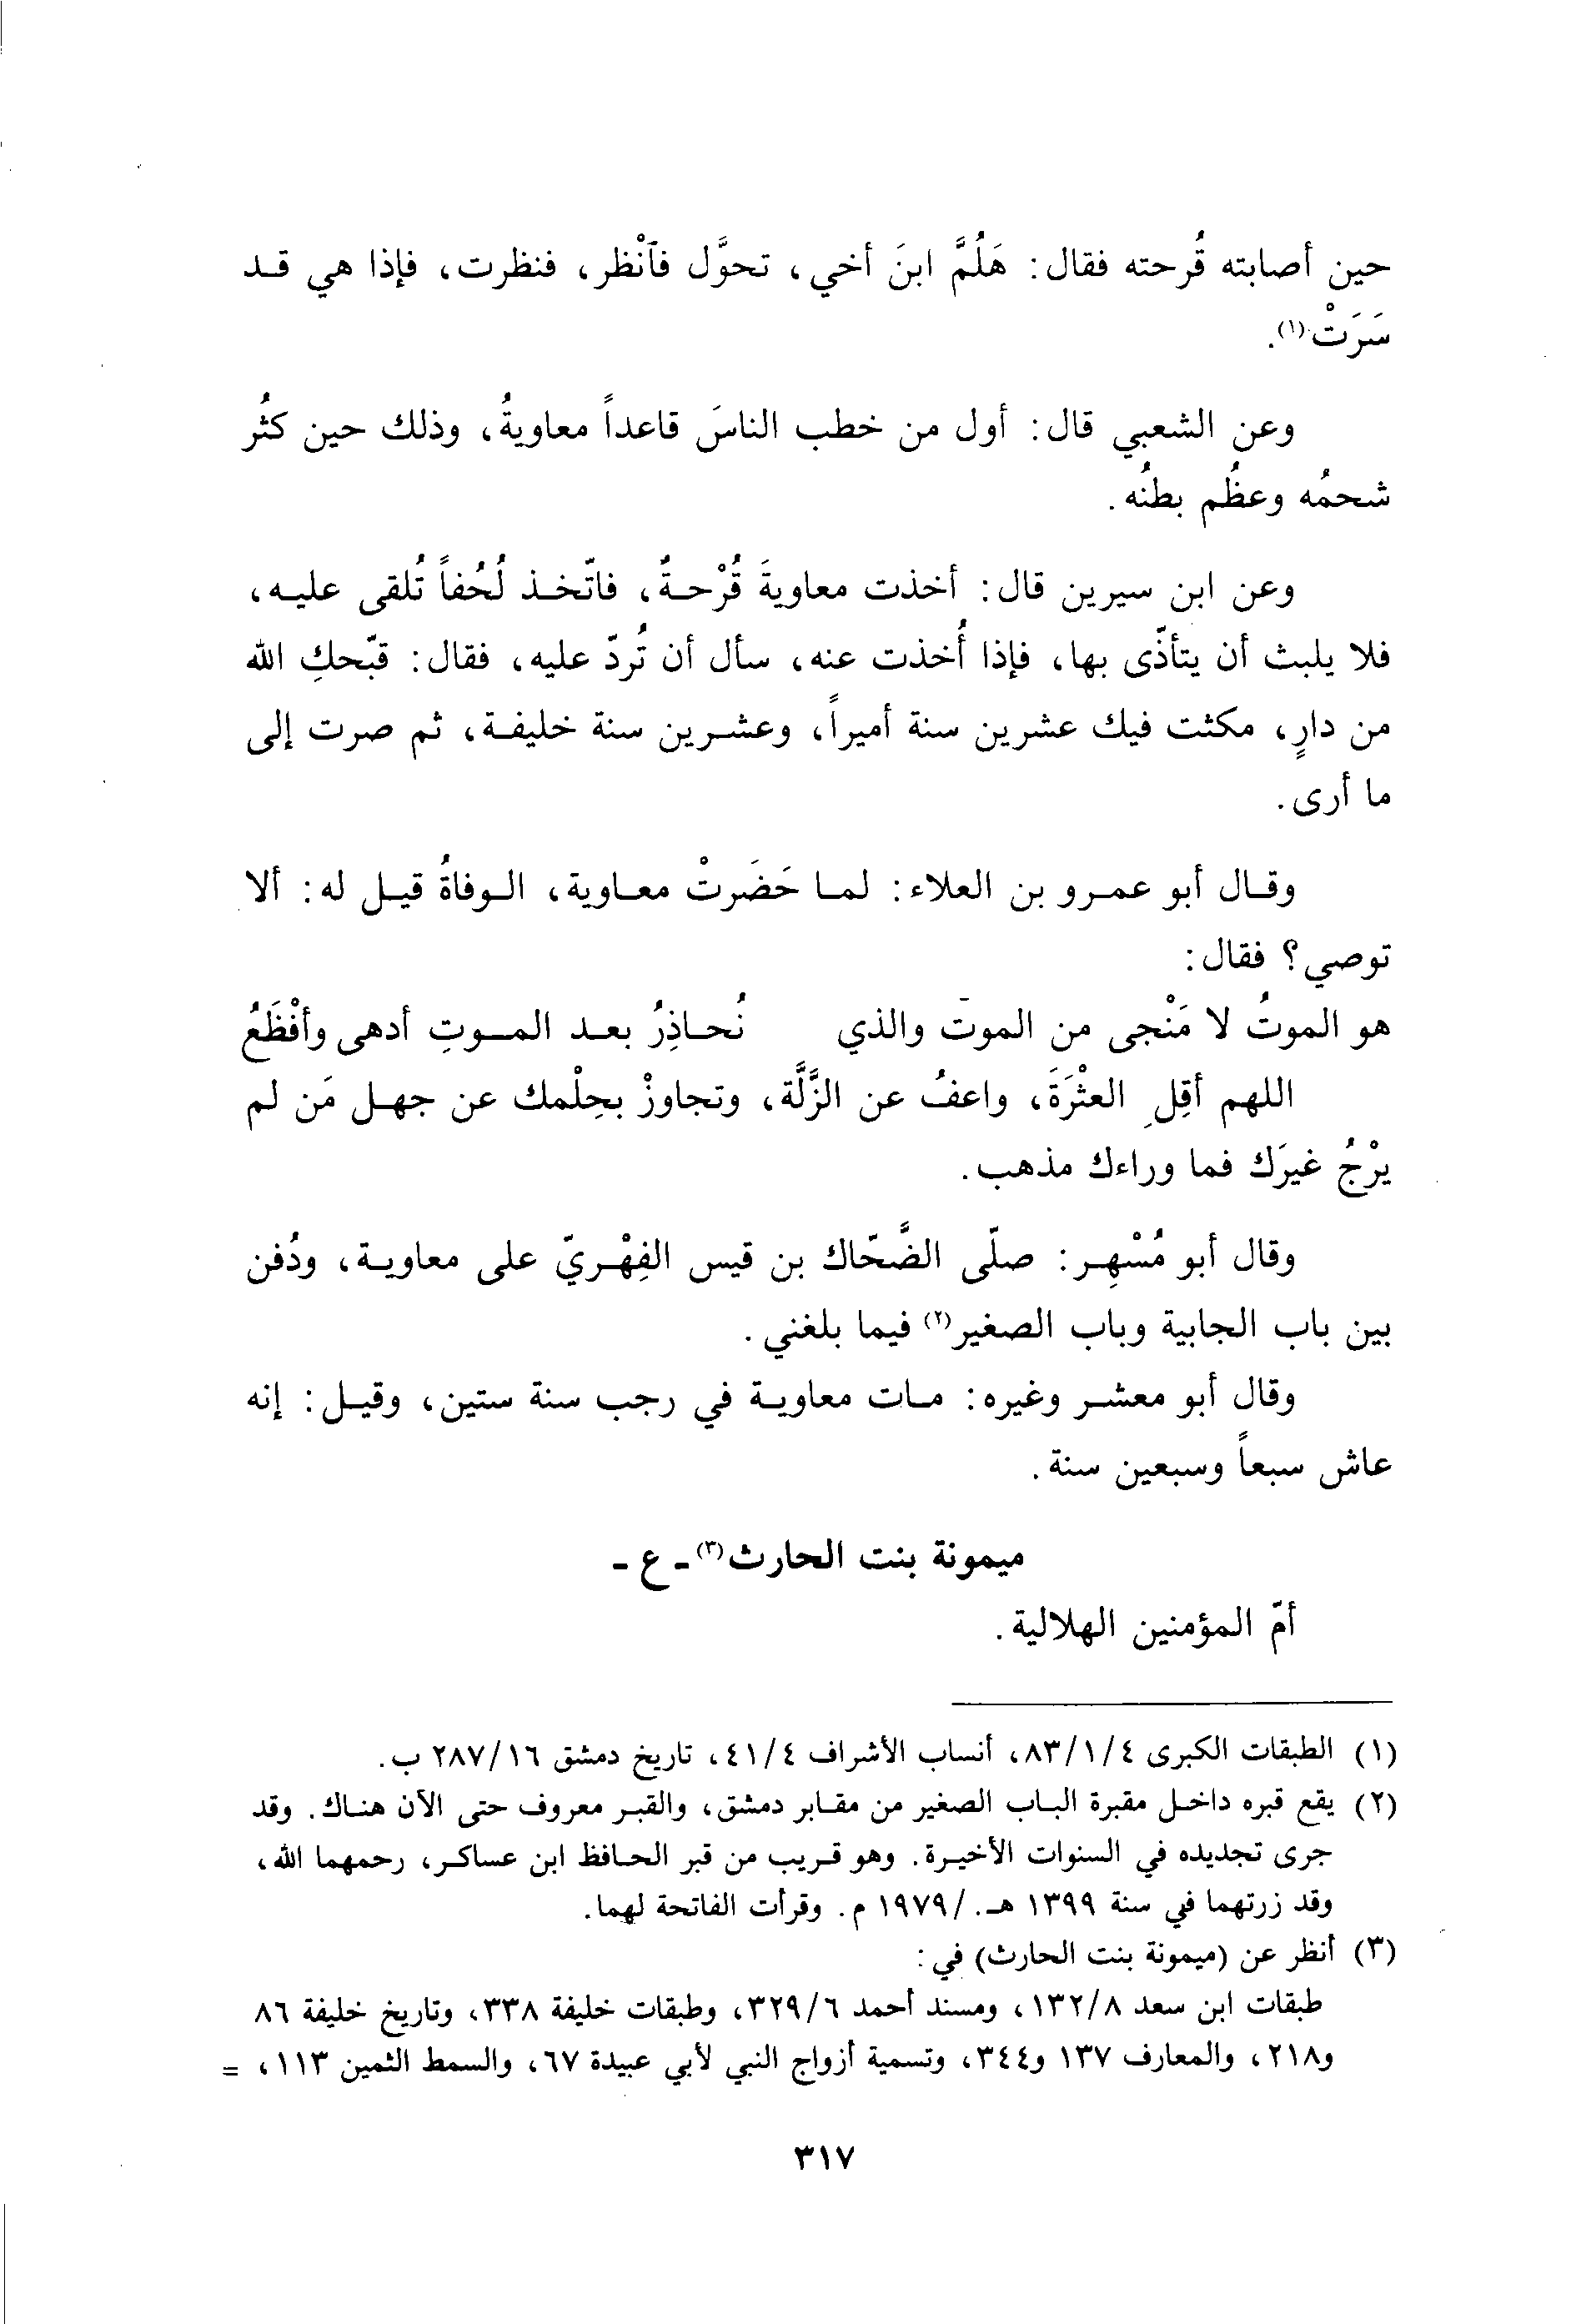 حين أصابته قُرحته فقال: هَلُمَّ ابنَ أخي، تحوَّل فآنْظر، فنظرت، فإذا هي قد
سَرَتْ(١).
وعن الشعبي قال: أول من خطب الناسَ قاعداً معاويةُ، وذلك حين كثُر
شحمُه وعظُم بطنُه.
وعن ابن سيرين قال: أخذت معاويةَ قُرْحةٌ، فاتّخذ لُحُفاً تُلقى عليه،
فلا يلبث أن يتأذّى بها، فإذا أُخذت عنه، سأل أن تُردّ عليه، فقال: قبّحكِ الله
من دارٍ، مكثت فيك عشرين سنة أميراً، وعشرين سنة خليفة، ثم صرت إلى
ما أرى.
وقال أبو عمرو بن العلاء: لما حَضَرتْ معاوية، الوفاةُ قيل له: ألا
توصي؟ فقال:
هو الموتُ لا مَنْجى من الموت والذي نُحاذِرُ بعد الموتِ أدهى وأفْظَعُ
اللهم أقِلِ العثْرَةَ، واعفُ عن الزَّلَّة، وتجاوزْ بحِلْمك عن جهل مَن لم
يرْجُ غيرَك فما وراءك مذهب.
وقال أبو مُسْهِر: صلّى الضَّحّاك بن قيس الفِهْريّ على معاوية، ودُفن
بين باب الجابية وباب الصغير(٢) فيما بلغني.
وقال أبو معشر وغيره: مات معاوية في رجب سنة ستين، وقيل: إنه
عاش سبعاً وسبعين سنة.
ميمونة بنت الحارث(٣) - ع -
أمّ المؤمنين الهلالية.
(١) الطبقات الكبرى ٨٣/١/٤، أنساب الأشراف ٤١/٤، تاريخ دمشق ٢٨٧/١٦ ب.
(٢) يقع قبره داخل مقبرة الباب الصغير من مقابر دمشق، والقبر معروف حتى الآن هناك. وقد
جرى تجديده في السنوات الأخيرة. وهو قريب من قبر الحافظ ابن عساكر، رحمهما الله،
وقد زرتهما في سنة ١٣٩٩ هـ./ ١٩٧٩ م. وقرأت الفاتحة لهما.
(٣) أنظر عن (ميمونة بنت الحارث) في:
طبقات ابن سعد ١٣٢/٨، ومسند أحمد ٣٢٩/٦، وطبقات خليفة ٣٣٨، وتاريخ خليفة ٨٦
و٢١٨، والمعارف ١٣٧ و٣٤٤، وتسمية أزواج النبي لأبي عبيدة ٦٧، والسمط الثمين ١١٣، =
٣١٧